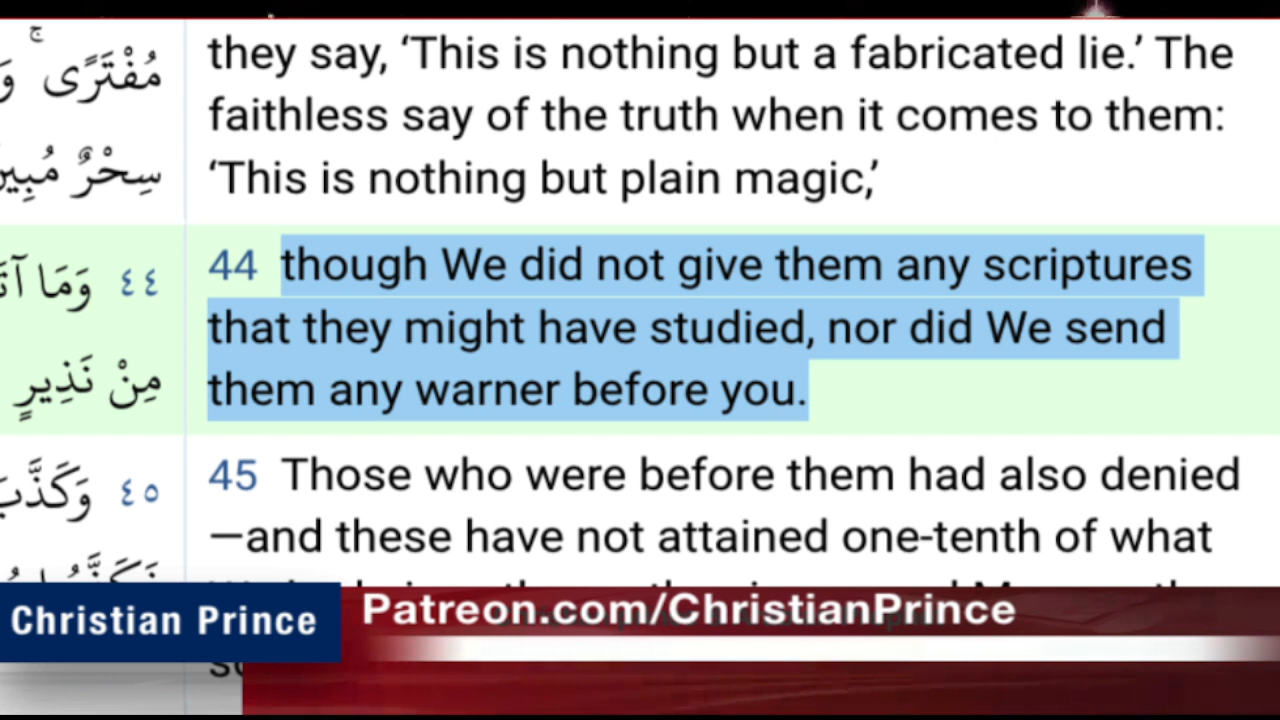 they say, ‘This is nothing but a fabricated lie.’ The
faithless say of the truth when it comes to them:
‘This is nothing but plain magic,’
44 though We did not give them any scriptures
that they might have studied, nor did We send
them any warner before you.
45 Those who were before them had also denied
—and these have not attained one-tenth of what
مُفْتَرًى ۚ
سِحْرٌ
٤٤ وَمَا
مِنْ نَذِيرٍ
٤٥
Christian Prince
Patreon.com/ChristianPrince